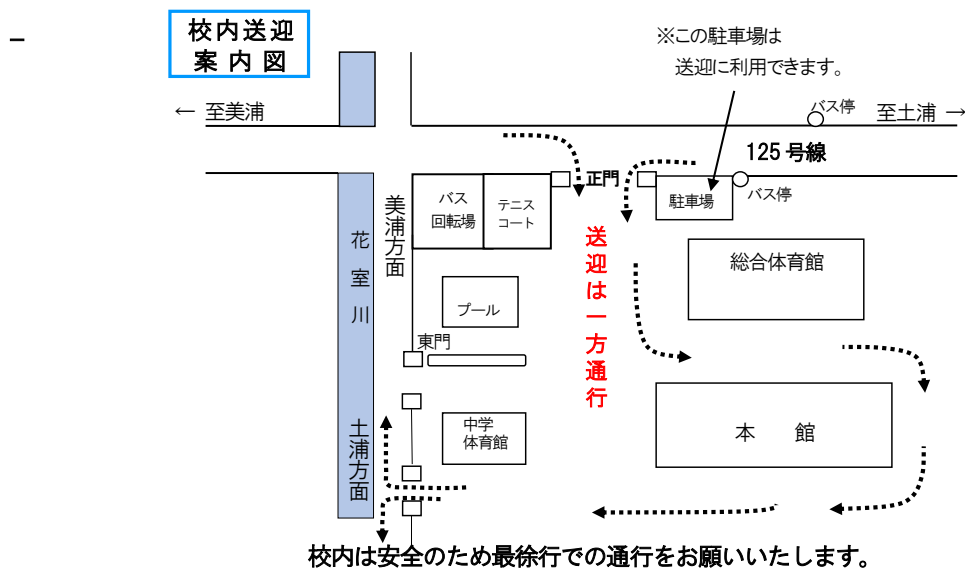 校内送迎
案内図
※この駐車場は
送迎に利用できます。
← 至美浦
バス停
至土浦 →
125号線
正門
駐車場
バス停
バス
回転場
テニス
コート
美浦方面
花室川
送迎は一方通行
総合体育館
プール
東門
土浦方面
中学
体育館
本館
校内は安全のため最徐行での通行をお願いいたします。